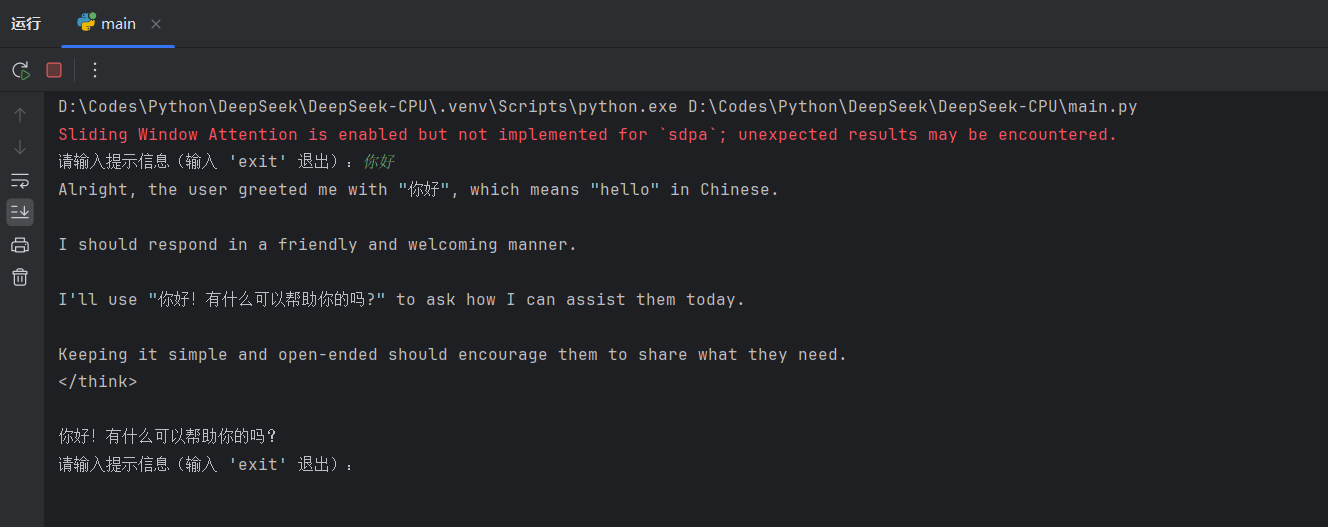 运行
main
D:\Codes\Python\DeepSeek\DeepSeek-CPU\.venv\Scripts\python.exe D:\Codes\Python\DeepSeek\DeepSeek-CPU\main.py
Sliding Window Attention is enabled but not implemented for `sdpa`; unexpected results may be encountered.
请输入提示信息（输入 'exit' 退出）：你好
Alright, the user greeted me with "你好", which means "hello" in Chinese.
I should respond in a friendly and welcoming manner.
I'll use "你好！有什么可以帮助你的吗?" to ask how I can assist them today.
Keeping it simple and open-ended should encourage them to share what they need.
</think>
你好！有什么可以帮助你的吗？
请输入提示信息（输入 'exit' 退出）：